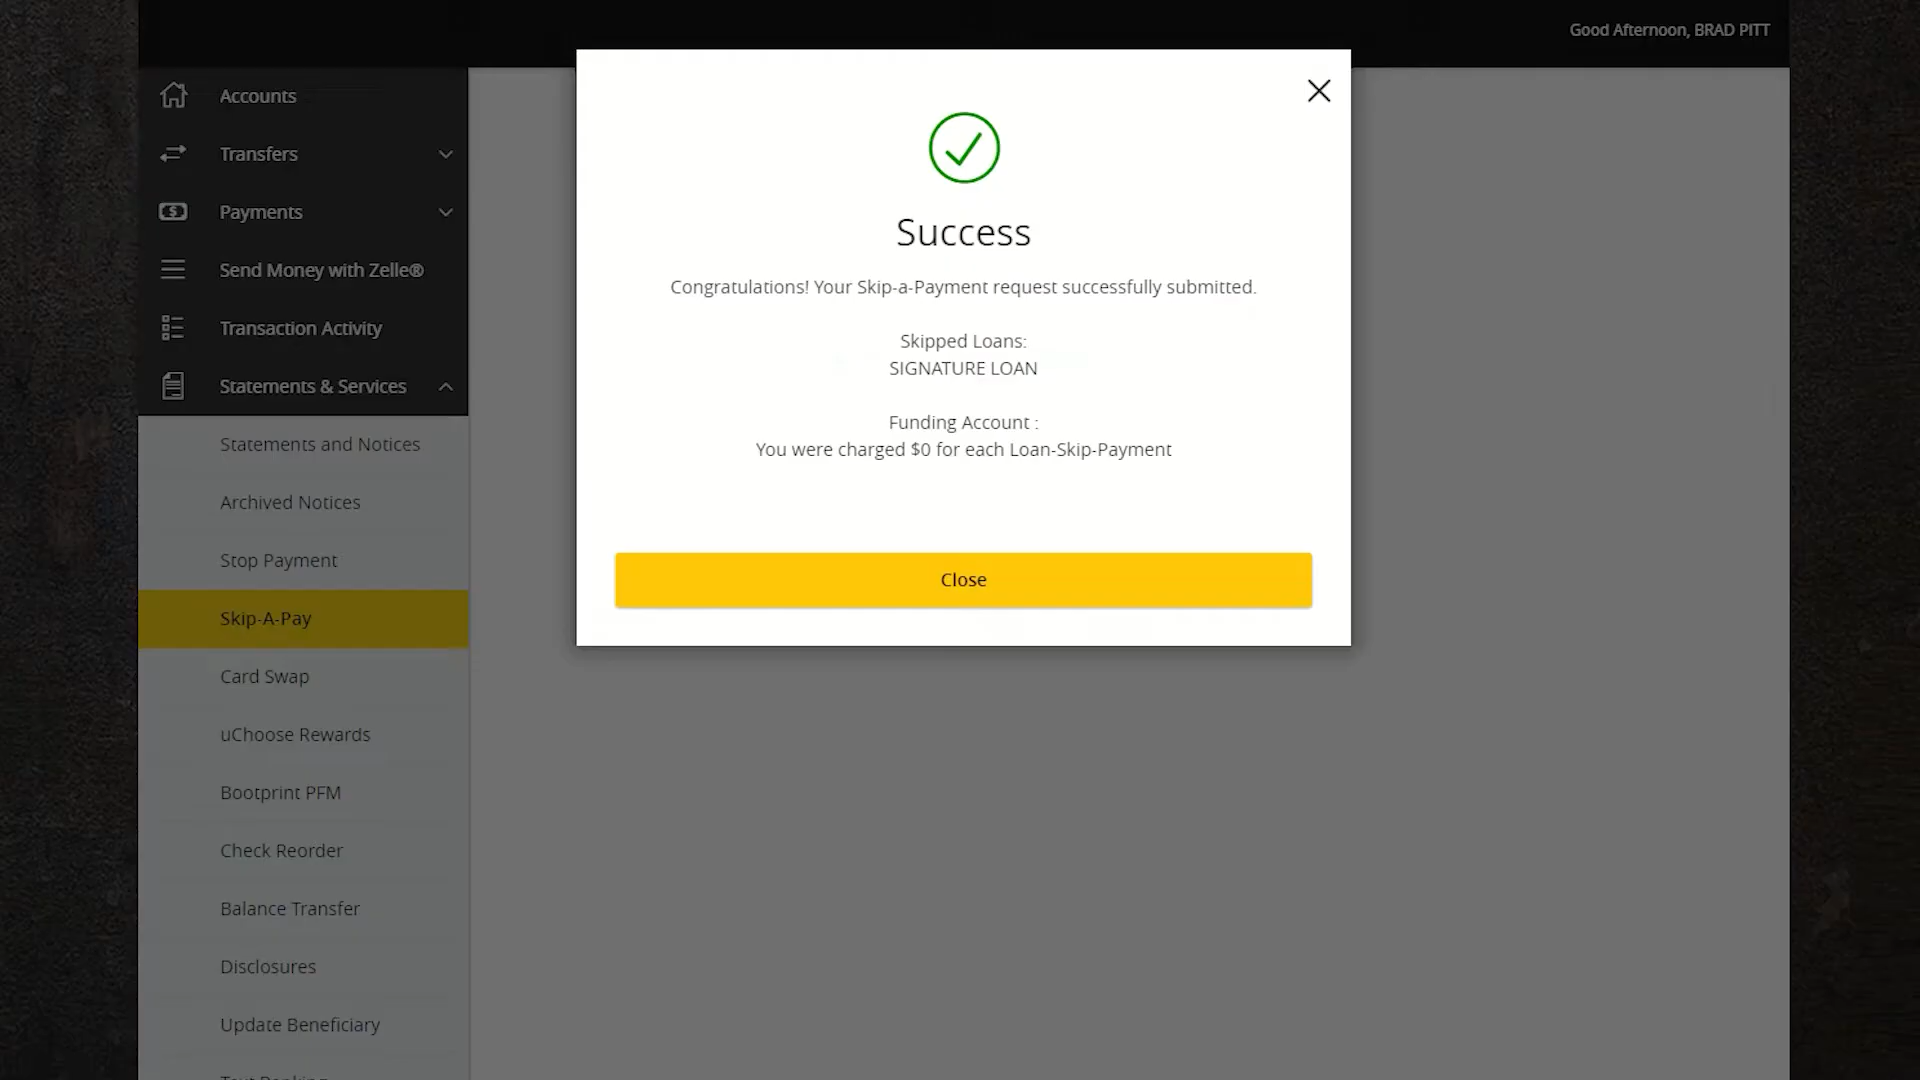 Good Afternoon, BRAD PITT
Accounts
Transfers
Payments
Send Money with Zelle®
Transaction Activity
Statements & Services
Statements and Notices
Archived Notices
Stop Payment
Skip-A-Pay
Card Swap
uChoose Rewards
Bootprint PFM
Check Reorder
Balance Transfer
Disclosures
Update Beneficiary
Success
Congratulations! Your Skip-a-Payment request successfully submitted.
Skipped Loans:
SIGNATURE LOAN
Funding Account :
You were charged $0 for each Loan-Skip-Payment
Close